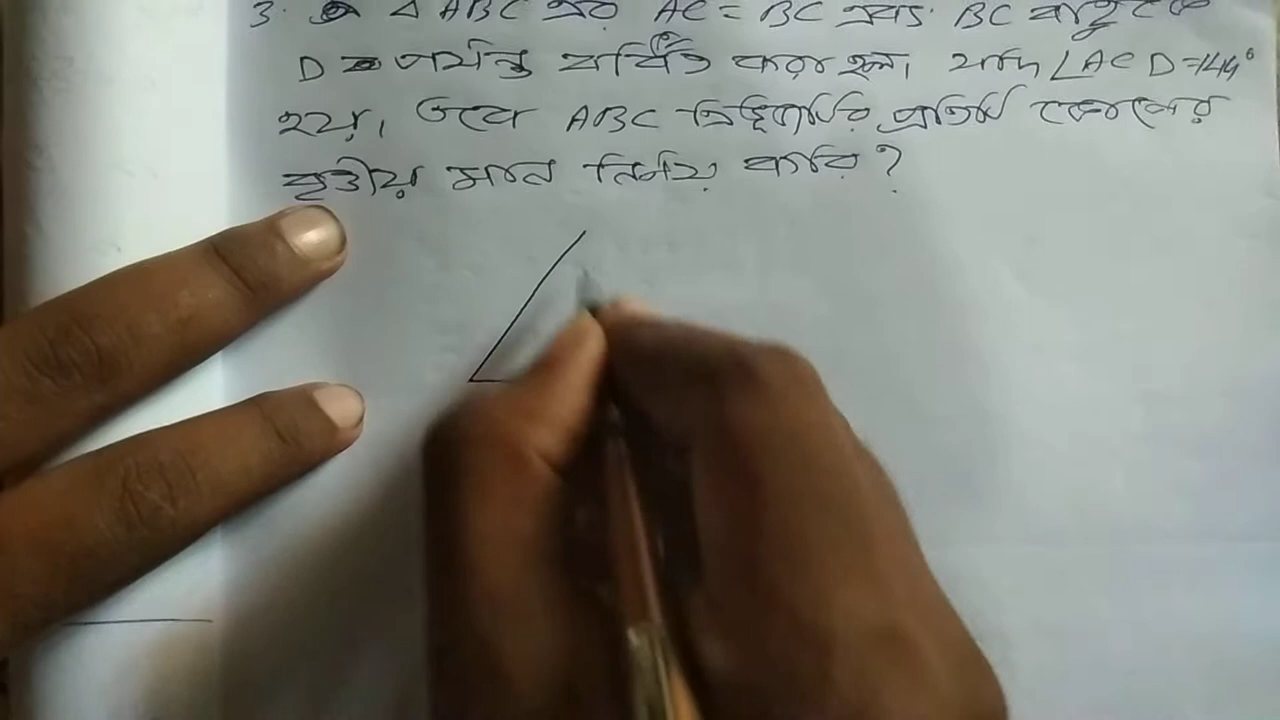 3. Δ ABC এর AC = BC এবং BC বাহুকে
D পর্যন্ত বর্ধিত করা হল। যদি ∠ACD=144°
হয়, তবে ABC ত্রিভুজটির প্রতিটি কোণের
বৃত্তীয় মান নির্ণয় করি?